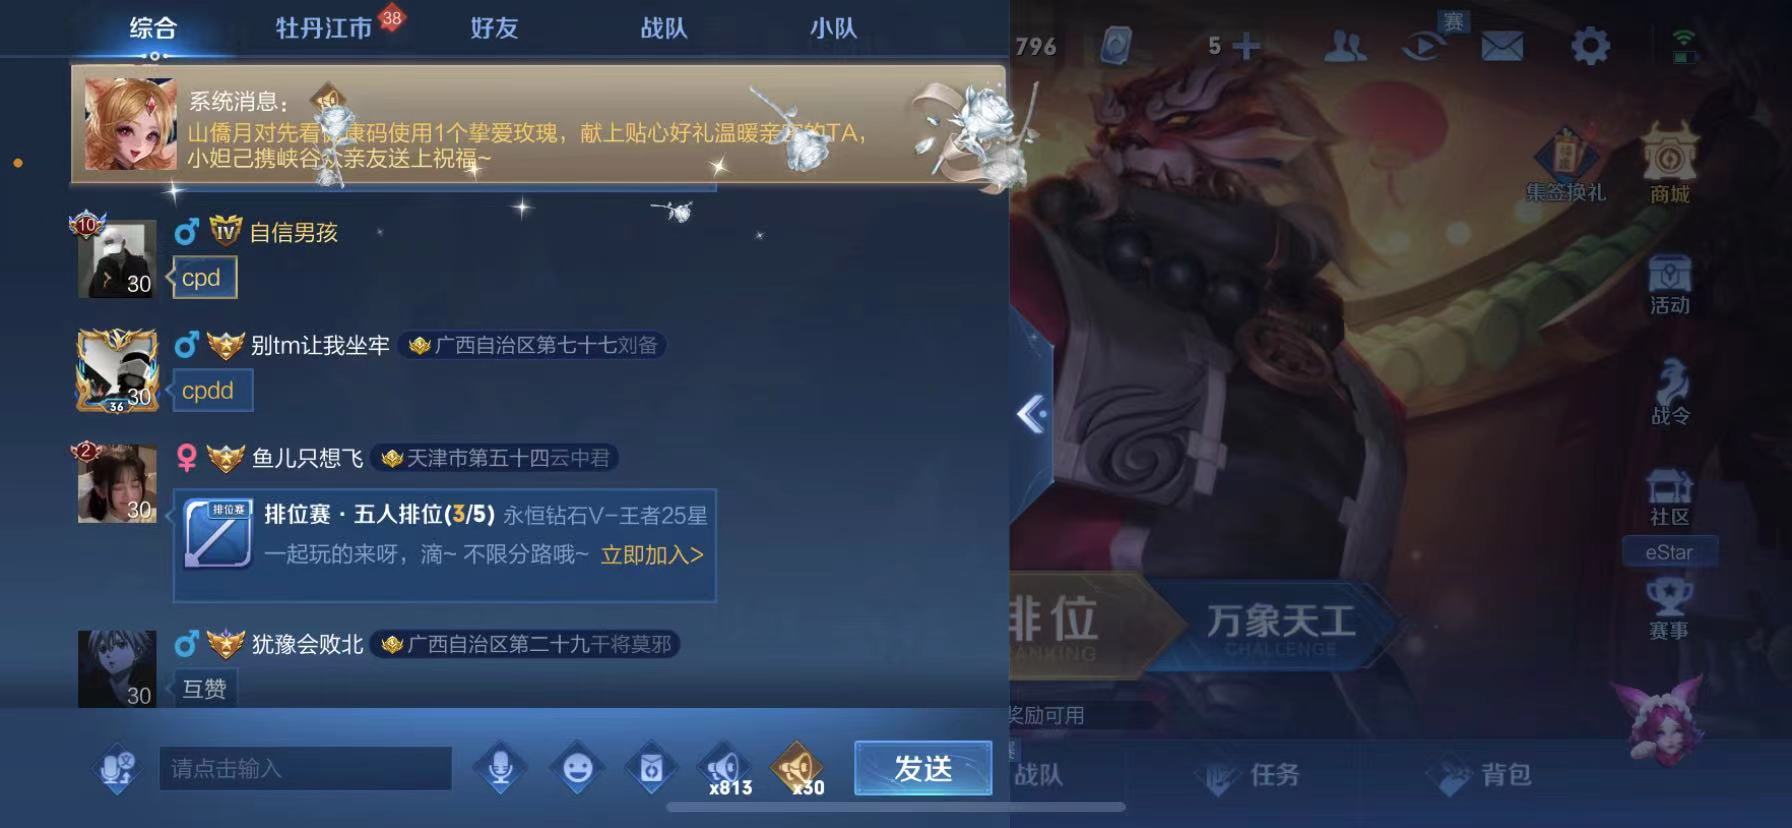 综合
牡丹江市
38
好友
战队
小队
系统消息：
山僑月对先看健康码使用1个挚爱玫瑰，献上贴心好礼温暖亲密的TA，
小妲己携峡谷众亲友送上祝福~
10
IV
自信男孩
30
cpd
别tm让我坐牢
广西自治区第七十七刘备
36
30
cpdd
2
鱼儿只想飞
天津市第五十四云中君
30
排位赛
排位赛·五人排位(3/5) 永恒钻石V-王者25星
一起玩的来呀，滴~ 不限分路哦~ 立即加入>
犹豫会败北
广西自治区第二十九干将莫邪
30
互赞
请点击输入
x813
x30
发送
796
5
赛
集签换礼
商城
活动
战令
社区
eStar
赛事
排位
RANKING
万象天工
CHALLENGE
奖励可用
战队
任务
背包